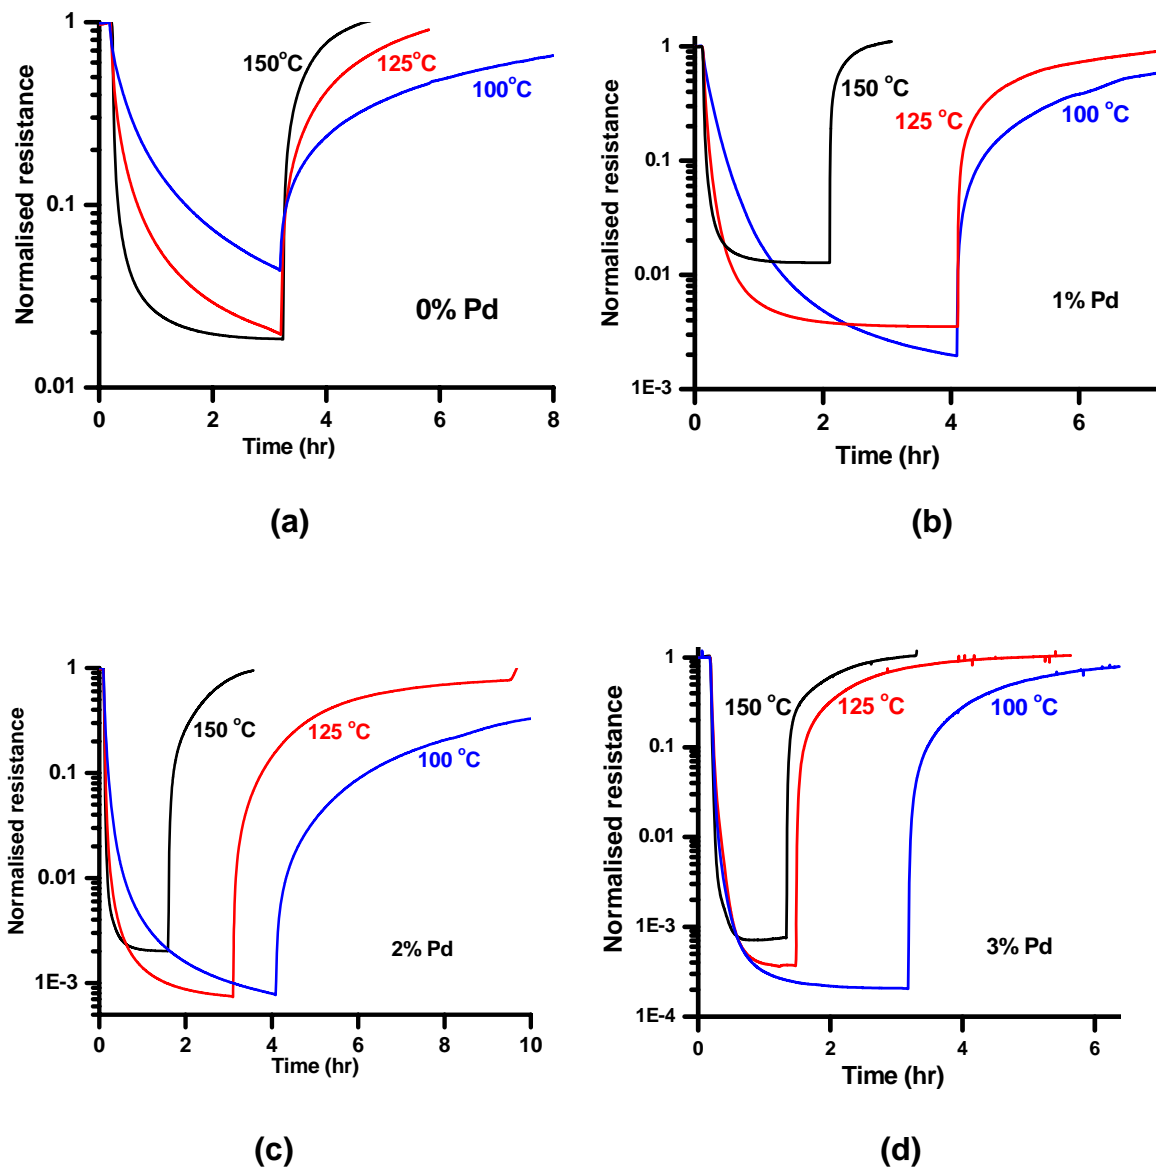 1
0.1
0.01
Normalised resistance
150°C
125°C
100°C
0% Pd
0 2 4 6 8
Time (hr)
(a)
1
0.1
0.01
1E-3
Normalised resistance
150 °C
125 °C
100 °C
1% Pd
0 2 4 6
Time (hr)
(b)
1
0.1
0.01
1E-3
Normalised resistance
150 °C
125 °C
100 °C
2% Pd
0 2 4 6 8 10
Time (hr)
(c)
1
0.1
0.01
1E-3
1E-4
Normalised resistance
150 °C
125 °C
100 °C
3% Pd
0 2 4 6
Time (hr)
(d)